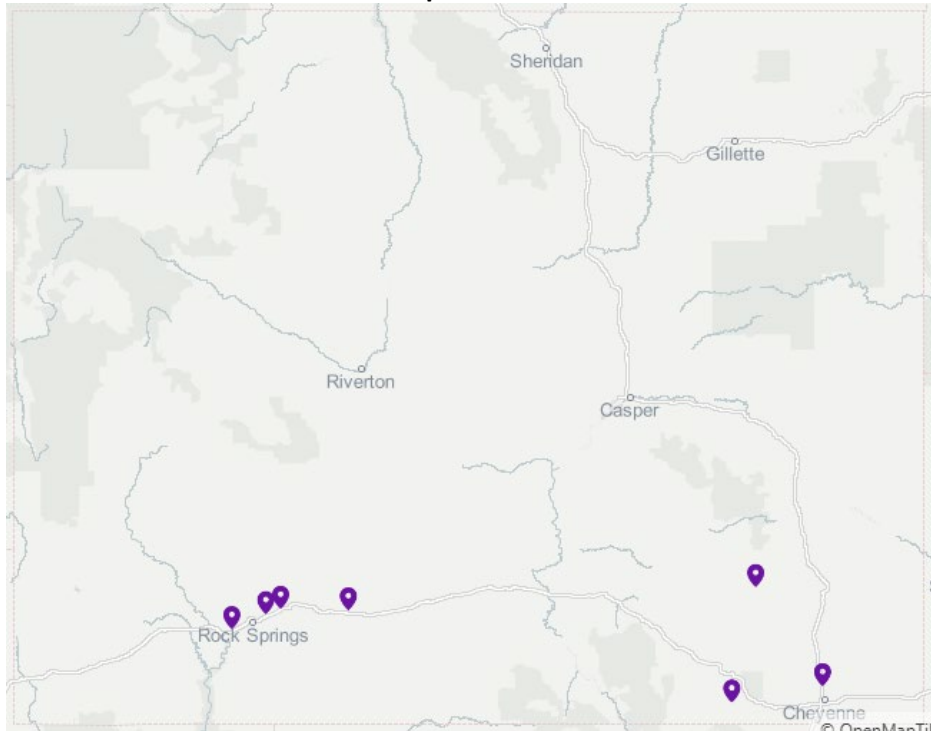 Sheridan
Gillette
Riverton
Casper
Rock Springs
Cheyenne